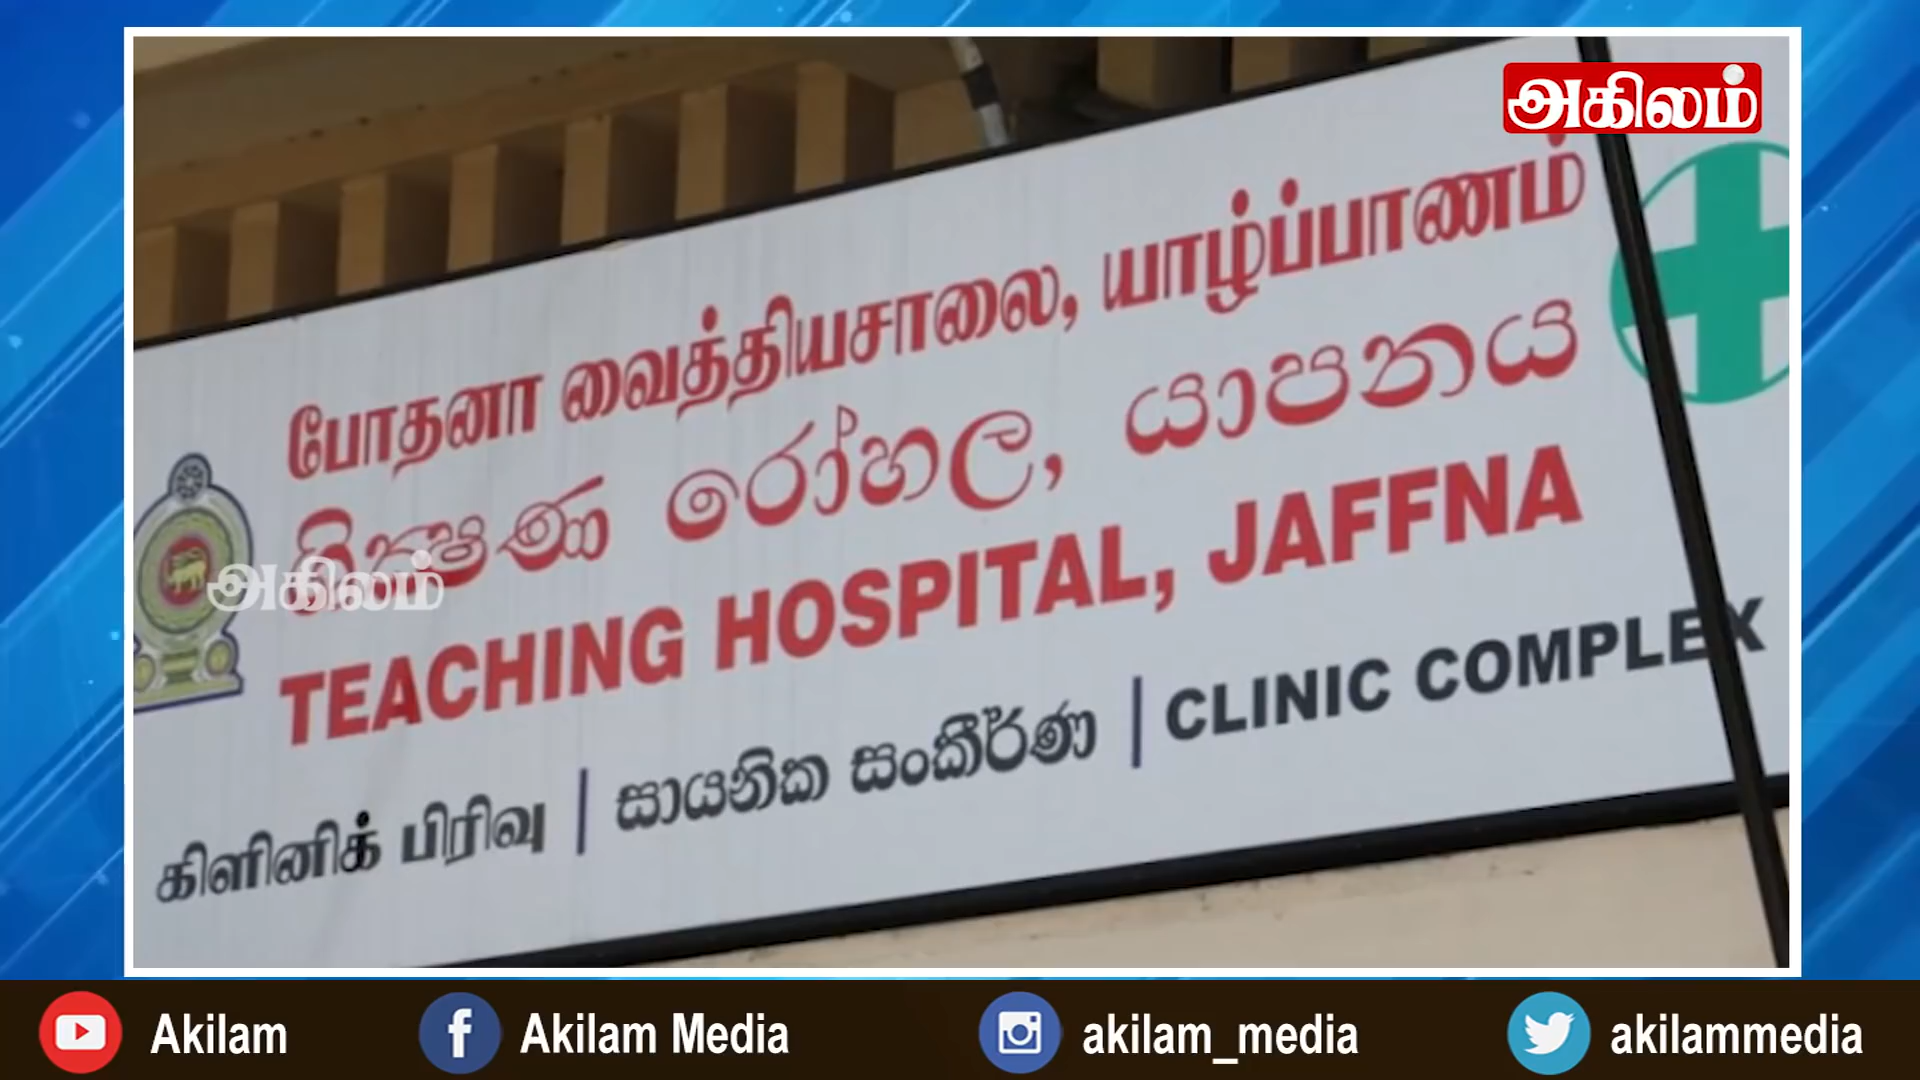 அகிலம்
போதனா வைத்தியசாலை, யாழ்ப்பாணம்
ශික්‍ෂණ රෝහල, යාපනය
அகிலம்
TEACHING HOSPITAL, JAFFNA
கிளினிக் பிரிவு | සායනික සංකීර්ණ | CLINIC COMPLEX
Akilam
Akilam Media
akilam_media
akilammedia